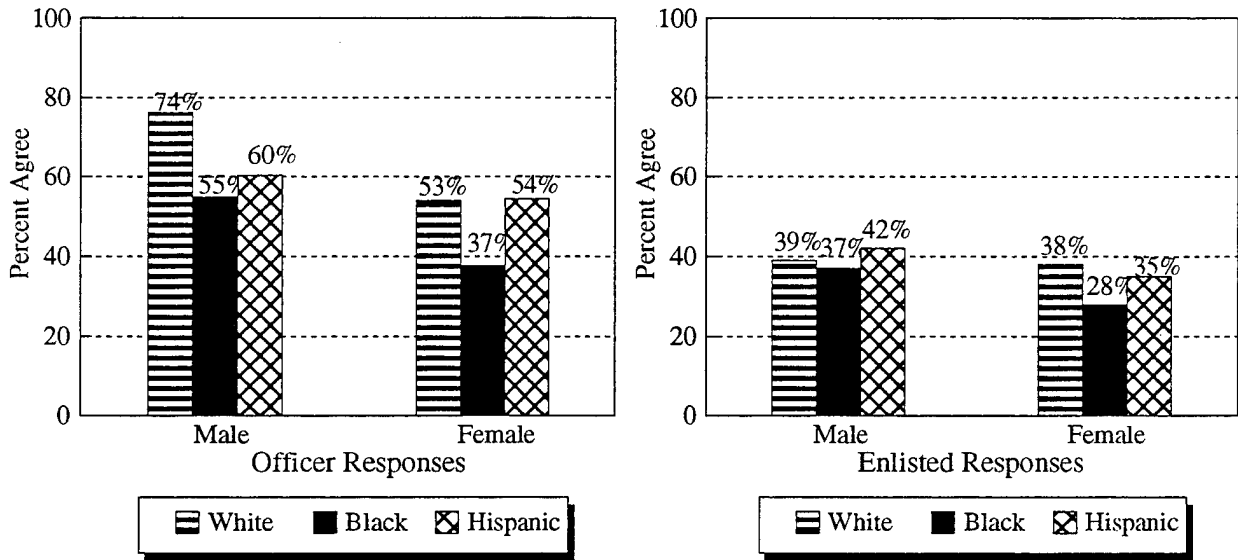 Percent Agree
100
80
60
40
20
0
74%
55%
60%
53%
37%
54%
Male
Female
Officer Responses
White
Black
Hispanic
Percent Agree
100
80
60
40
20
0
39%
37%
42%
38%
28%
35%
Male
Female
Enlisted Responses
White
Black
Hispanic